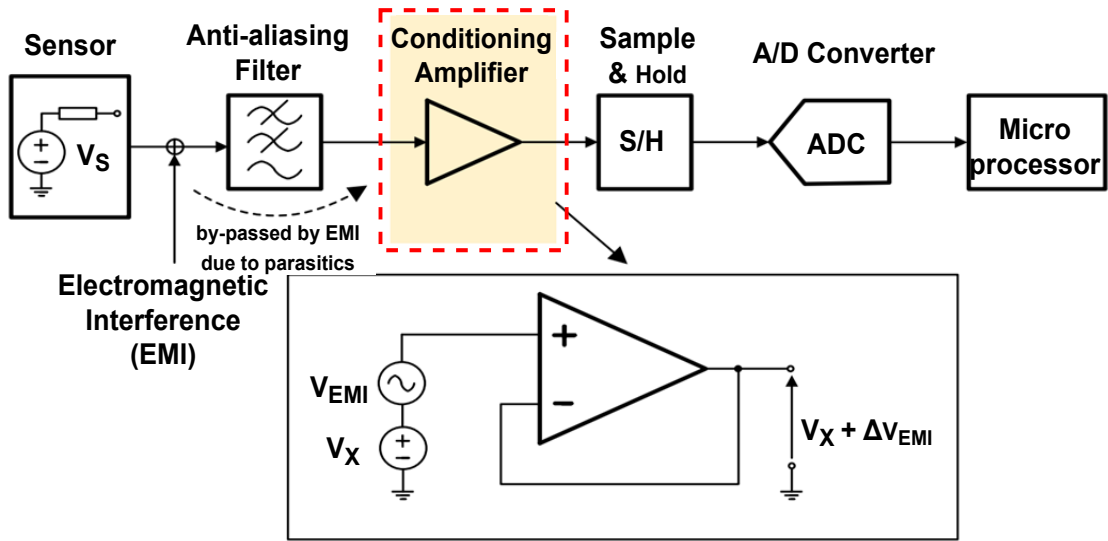 Sensor
V_S
Anti-aliasing
Filter
Conditioning
Amplifier
Sample
& Hold
S/H
A/D Converter
ADC
Micro
processor
by-passed by EMI
due to parasitics
Electromagnetic
Interference
(EMI)
V_EMI
V_X
V_X + Δv_EMI